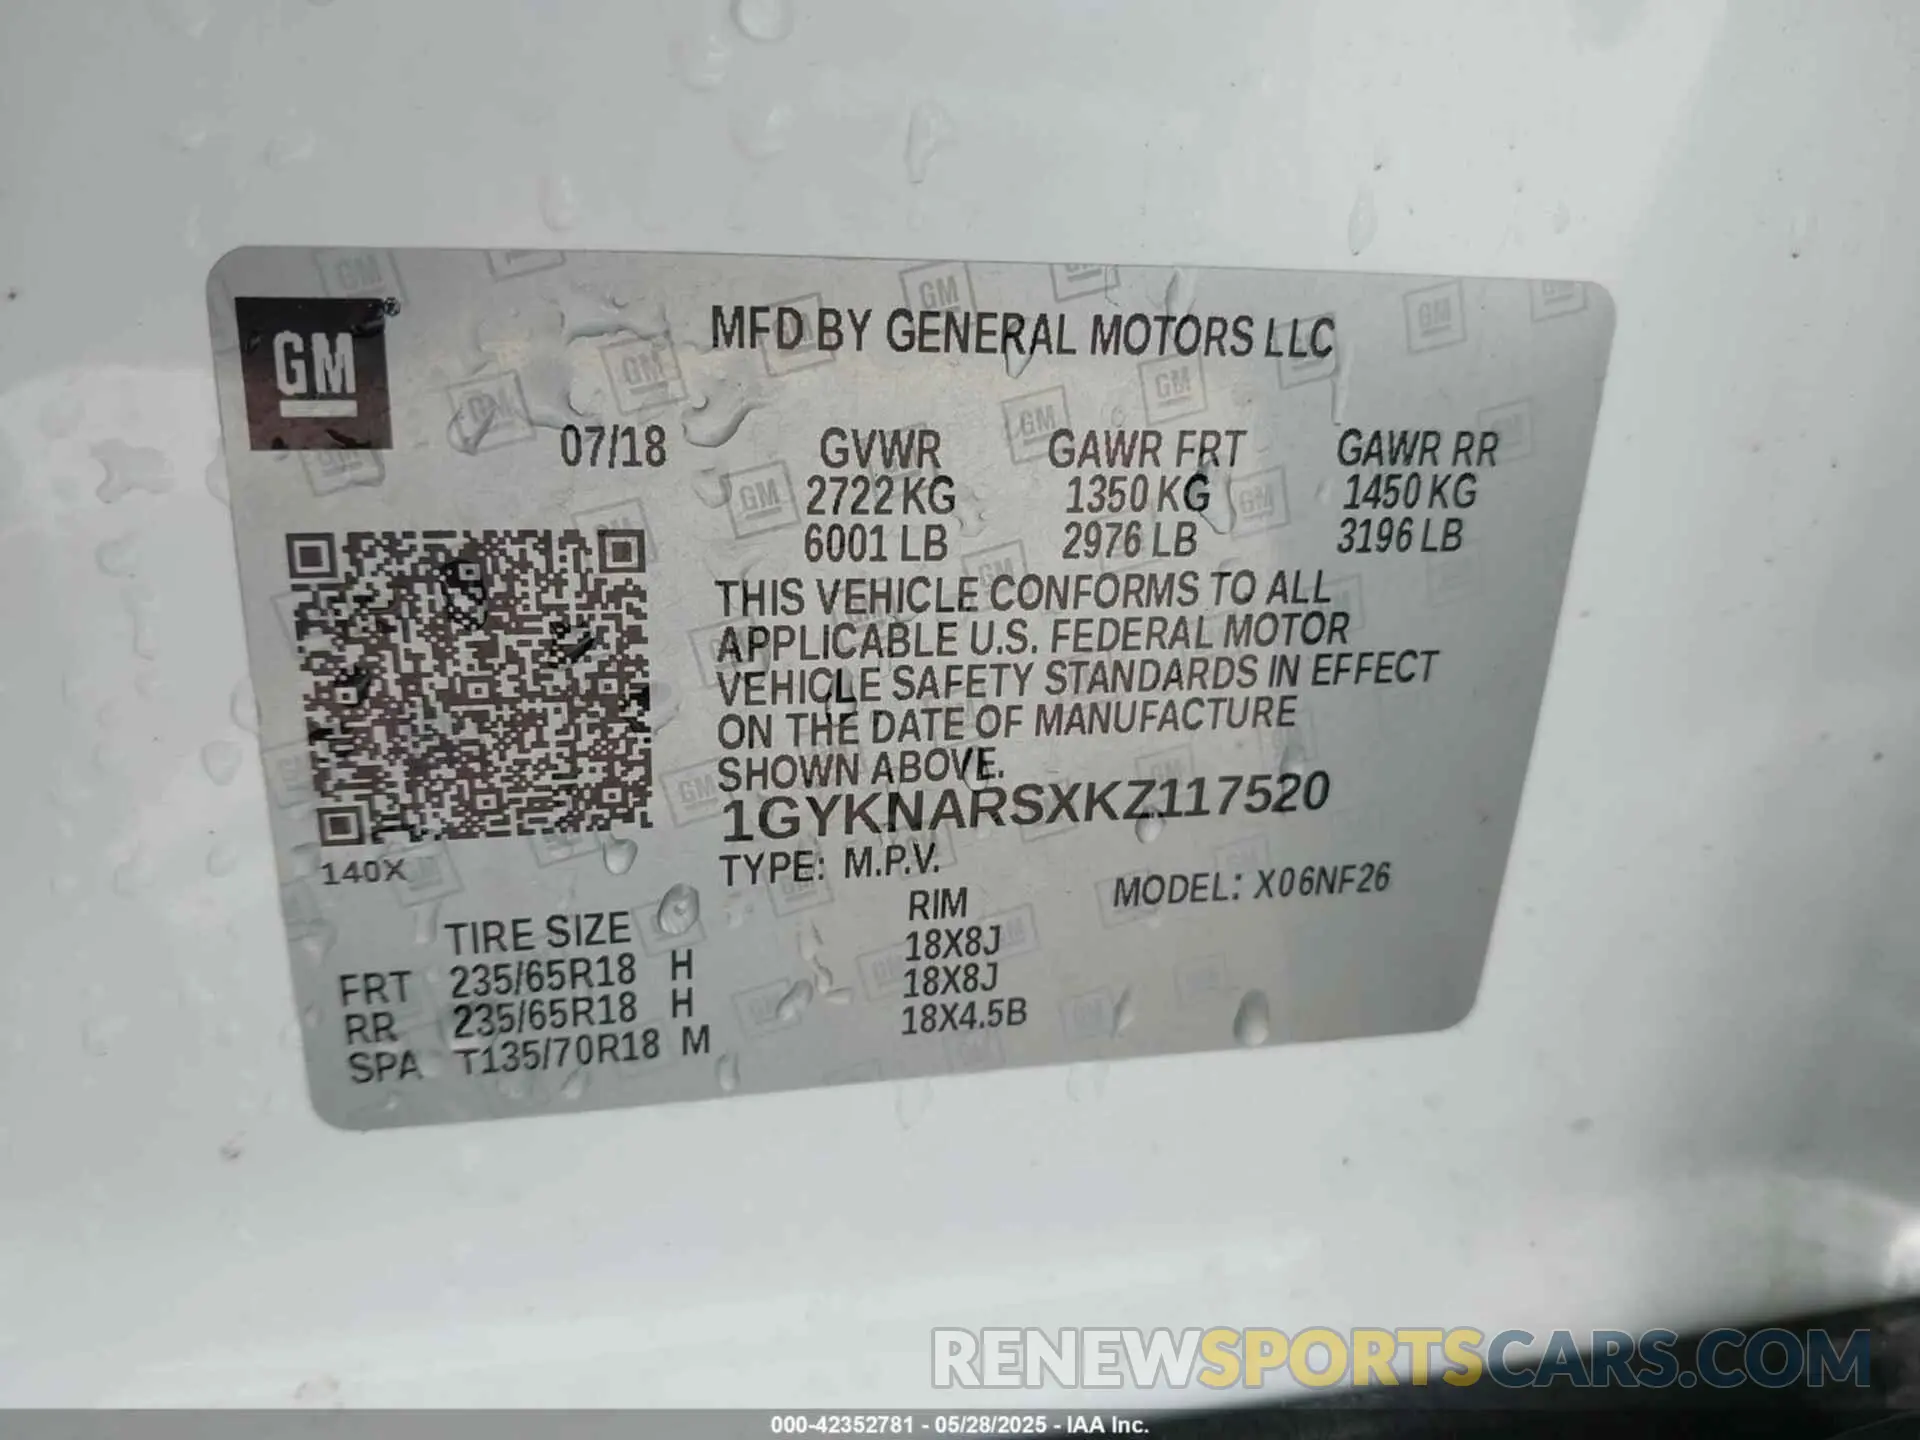 GM®
MFD BY GENERAL MOTORS LLC
07/18 GVWR GAWR FRT GAWR RR
2722 KG 1350 KG 1450 KG
6001 LB 2976 LB 3196 LB
THIS VEHICLE CONFORMS TO ALL
APPLICABLE U.S. FEDERAL MOTOR
VEHICLE SAFETY STANDARDS IN EFFECT
ON THE DATE OF MANUFACTURE
SHOWN ABOVE.
1GYKNARSXKZ117520
140X
TYPE: M.P.V. MODEL: X06NF26
TIRE SIZE RIM
FRT 235/65R18 H 18X8J
RR 235/65R18 H 18X8J
SPA T135/70R18 M 18X4.5B
RENEWSPORTSCARS.COM
000-42352781 - 05/28/2025 - IAA Inc.